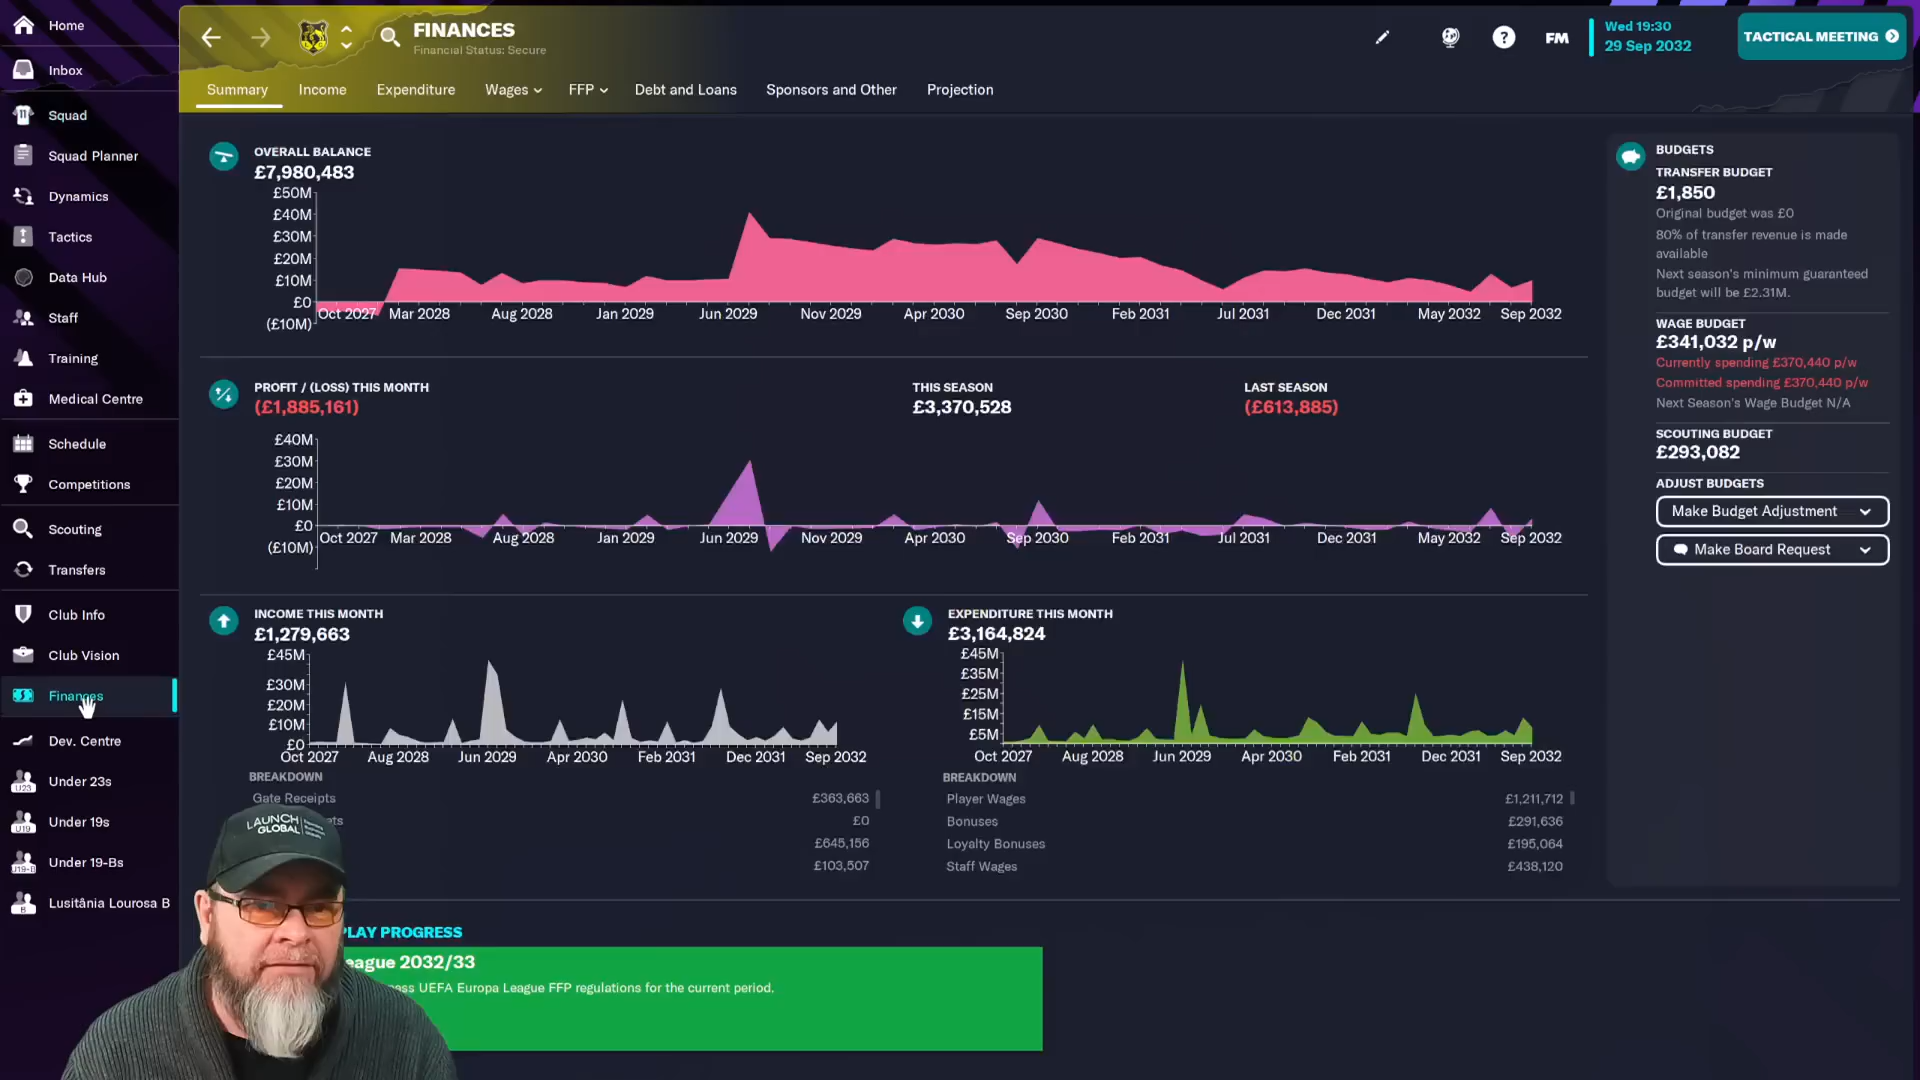 Home
Inbox
Squad
Squad Planner
Dynamics
Tactics
Data Hub
Staff
Training
Medical Centre
Schedule
Competitions
Scouting
Transfers
Club Info
Club Vision
Finances
Dev. Centre
Under 23s
Under 19s
Under 19-Bs
Lusitânia Lourosa B
FINANCES
Financial Status: Secure
FM
Wed 19:30
29 Sep 2032
TACTICAL MEETING
Summary Income Expenditure Wages FFP Debt and Loans Sponsors and Other Projection
OVERALL BALANCE
£7,980,483
£50M
£40M
£30M
£20M
£10M
£0
(£10M)
Oct 2027 Mar 2028 Aug 2028 Jan 2029 Jun 2029 Nov 2029 Apr 2030 Sep 2030 Feb 2031 Jul 2031 Dec 2031 May 2032 Sep 2032
PROFIT / (LOSS) THIS MONTH
(£1,885,161)
THIS SEASON
£3,370,528
LAST SEASON
(£613,885)
£40M
£30M
£20M
£10M
£0
(£10M)
Oct 2027 Mar 2028 Aug 2028 Jan 2029 Jun 2029 Nov 2029 Apr 2030 Sep 2030 Feb 2031 Jul 2031 Dec 2031 May 2032 Sep 2032
INCOME THIS MONTH
£1,279,663
£45M
£30M
£20M
£10M
£0
Oct 2027 Aug 2028 Jun 2029 Apr 2030 Feb 2031 Dec 2031 Sep 2032
BREAKDOWN
Gate Receipts £363,663
£0
£645,156
£103,507
EXPENDITURE THIS MONTH
£3,164,824
£45M
£35M
£25M
£15M
£5M
Oct 2027 Aug 2028 Jun 2029 Apr 2030 Feb 2031 Dec 2031 Sep 2032
BREAKDOWN
Player Wages £1,211,712
Bonuses £291,636
Loyalty Bonuses £195,064
Staff Wages £438,120
BUDGETS
TRANSFER BUDGET
£1,850
Original budget was £0
80% of transfer revenue is made
available
Next season's minimum guaranteed
budget will be £2.31M.
WAGE BUDGET
£341,032 p/w
Currently spending £370,440 p/w
Committed spending £370,440 p/w
Next Season's Wage Budget N/A
SCOUTING BUDGET
£293,082
ADJUST BUDGETS
Make Budget Adjustment
Make Board Request
PLAY PROGRESS
eague 2032/33
ess UEFA Europa League FFP regulations for the current period.
LAUNCH
GLOBAL